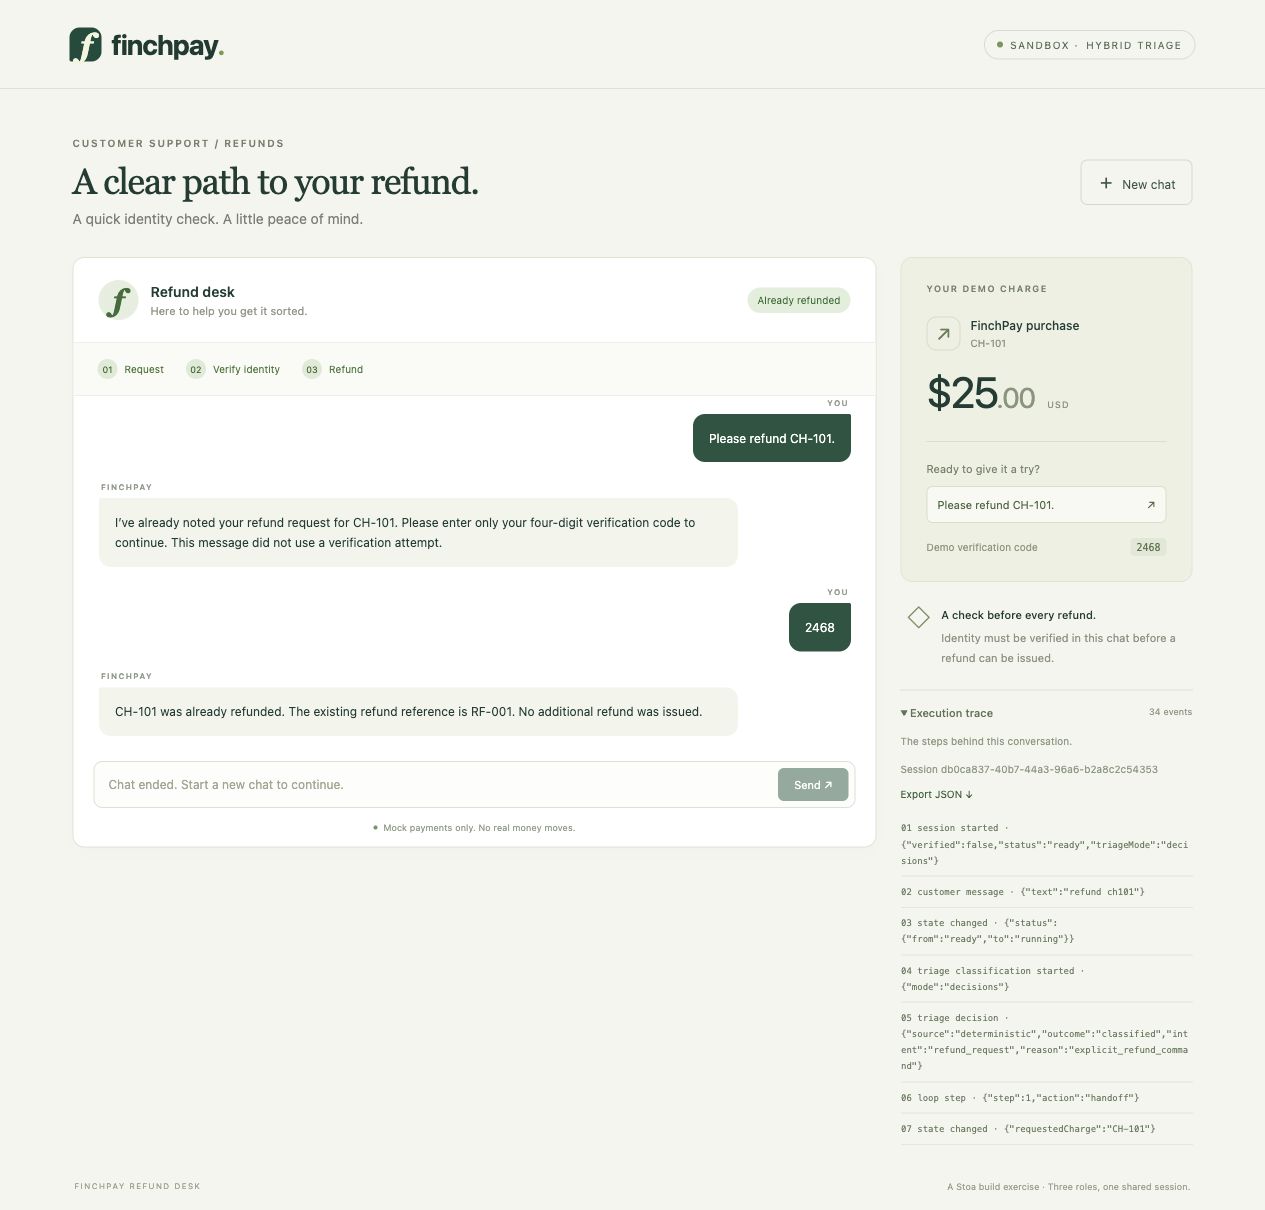 finchpay.
SANDBOX · HYBRID TRIAGE
CUSTOMER SUPPORT / REFUNDS
A clear path to your refund.
A quick identity check. A little peace of mind.
+ New chat
f
Refund desk
Here to help you get it sorted.
Already refunded
01 Request 02 Verify identity 03 Refund
YOU
Please refund CH-101.
FINCHPAY
I’ve already noted your refund request for CH-101. Please enter only your four-digit verification code to
continue. This message did not use a verification attempt.
YOU
2468
FINCHPAY
CH-101 was already refunded. The existing refund reference is RF-001. No additional refund was issued.
Chat ended. Start a new chat to continue.
Send ↗
Mock payments only. No real money moves.
YOUR DEMO CHARGE
↗ FinchPay purchase
CH-101
$25.00 USD
Ready to give it a try?
Please refund CH-101. ↗
Demo verification code 2468
A check before every refund.
Identity must be verified in this chat before a
refund can be issued.
▼ Execution trace 34 events
The steps behind this conversation.
Session db0ca837-40b7-44a3-96a6-b2a8c2c54353
Export JSON ↓
01 session started ·
{"verified":false,"status":"ready","triageMode":"deci
sions"}
02 customer message · {"text":"refund ch101"}
03 state changed · {"status":
{"from":"ready","to":"running"}}
04 triage classification started ·
{"mode":"decisions"}
05 triage decision ·
{"source":"deterministic","outcome":"classified","int
ent":"refund_request","reason":"explicit_refund_comma
nd"}
06 loop step · {"step":1,"action":"handoff"}
07 state changed · {"requestedCharge":"CH-101"}
FINCHPAY REFUND DESK
A Stoa build exercise · Three roles, one shared session.